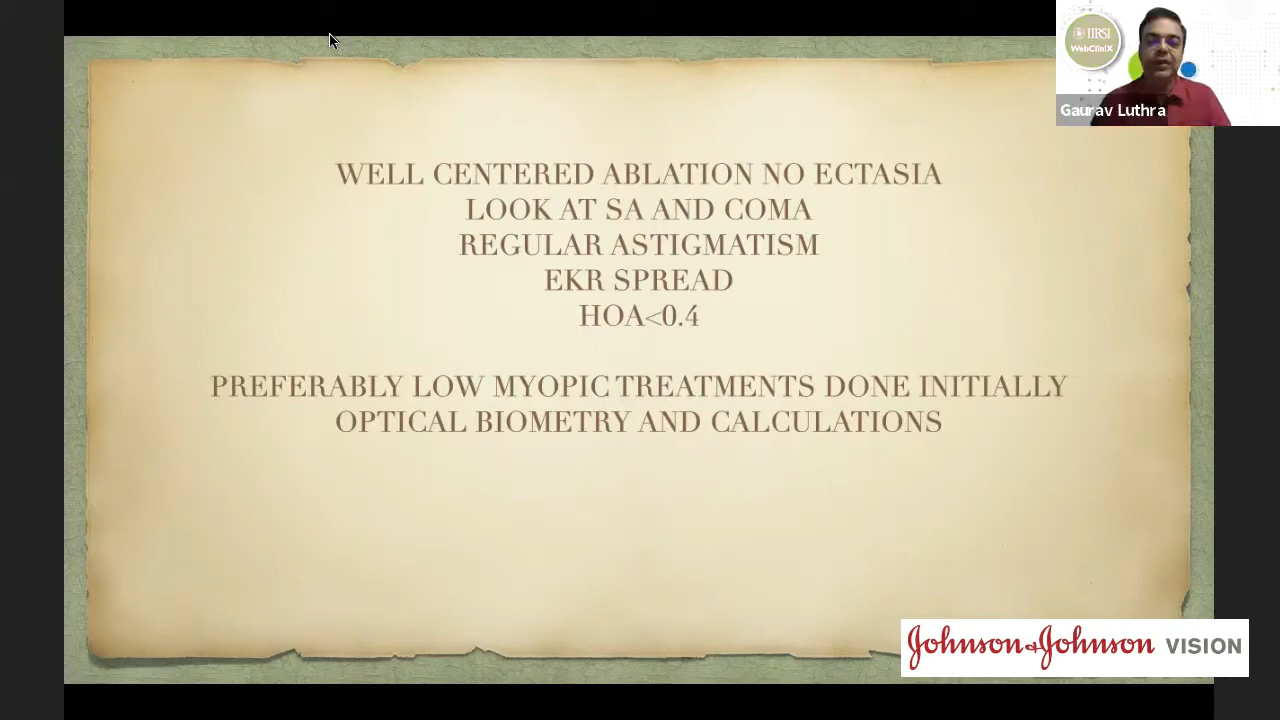 IIRSI
WebCliniX
Gaurav Luthra
WELL CENTERED ABLATION NO ECTASIA
LOOK AT SA AND COMA
REGULAR ASTIGMATISM
EKR SPREAD
HOA<0.4
PREFERABLY LOW MYOPIC TREATMENTS DONE INITIALLY
OPTICAL BIOMETRY AND CALCULATIONS
Johnson & Johnson VISION